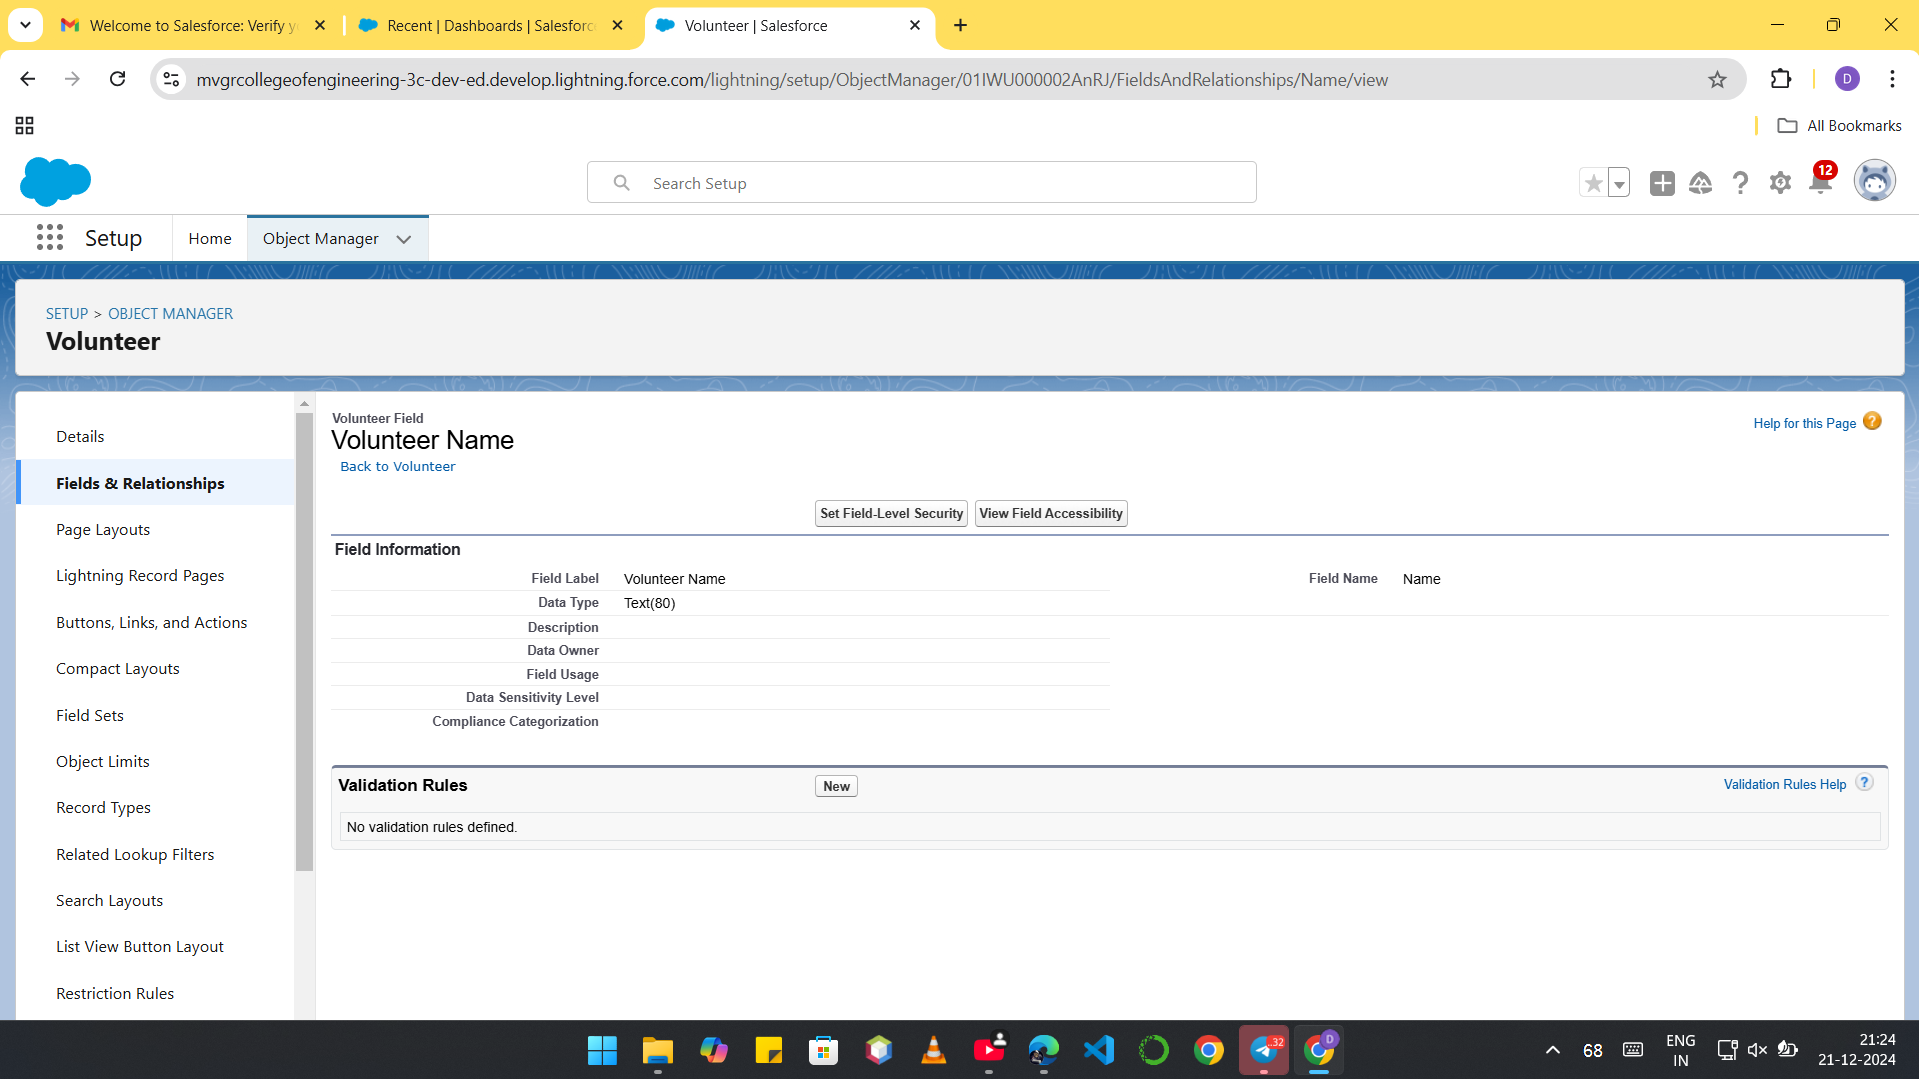 Welcome to Salesforce: Verify y
Recent | Dashboards | Salesforc
Volunteer | Salesforce
mvgrcollegeofengineering-3c-dev-ed.develop.lightning.force.com/lightning/setup/ObjectManager/01IWU000002AnRJ/FieldsAndRelationships/Name/view
D
All Bookmarks
Search Setup
12
Setup
Home
Object Manager
SETUP > OBJECT MANAGER
Volunteer
Details
Fields & Relationships
Page Layouts
Lightning Record Pages
Buttons, Links, and Actions
Compact Layouts
Field Sets
Object Limits
Record Types
Related Lookup Filters
Search Layouts
List View Button Layout
Restriction Rules
Volunteer Field
Volunteer Name
Back to Volunteer
Help for this Page ?
Set Field-Level Security View Field Accessibility
Field Information
Field Label Volunteer Name Field Name Name
Data Type Text(80)
Description
Data Owner
Field Usage
Data Sensitivity Level
Compliance Categorization
Validation Rules New Validation Rules Help ?
No validation rules defined.
..32
D
68
ENG
IN
21:24
21-12-2024